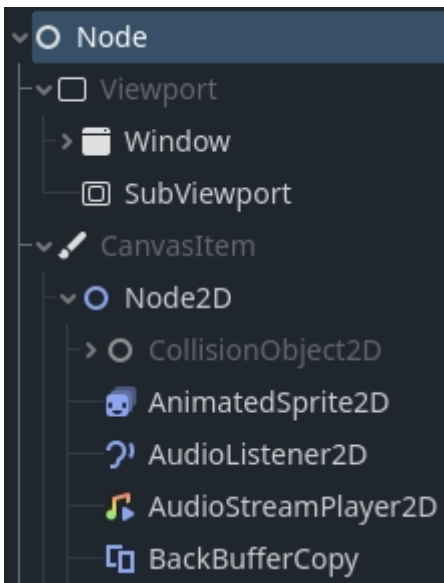 Node
Viewport
Window
SubViewport
CanvasItem
Node2D
CollisionObject2D
AnimatedSprite2D
AudioListener2D
AudioStreamPlayer2D
BackBufferCopy